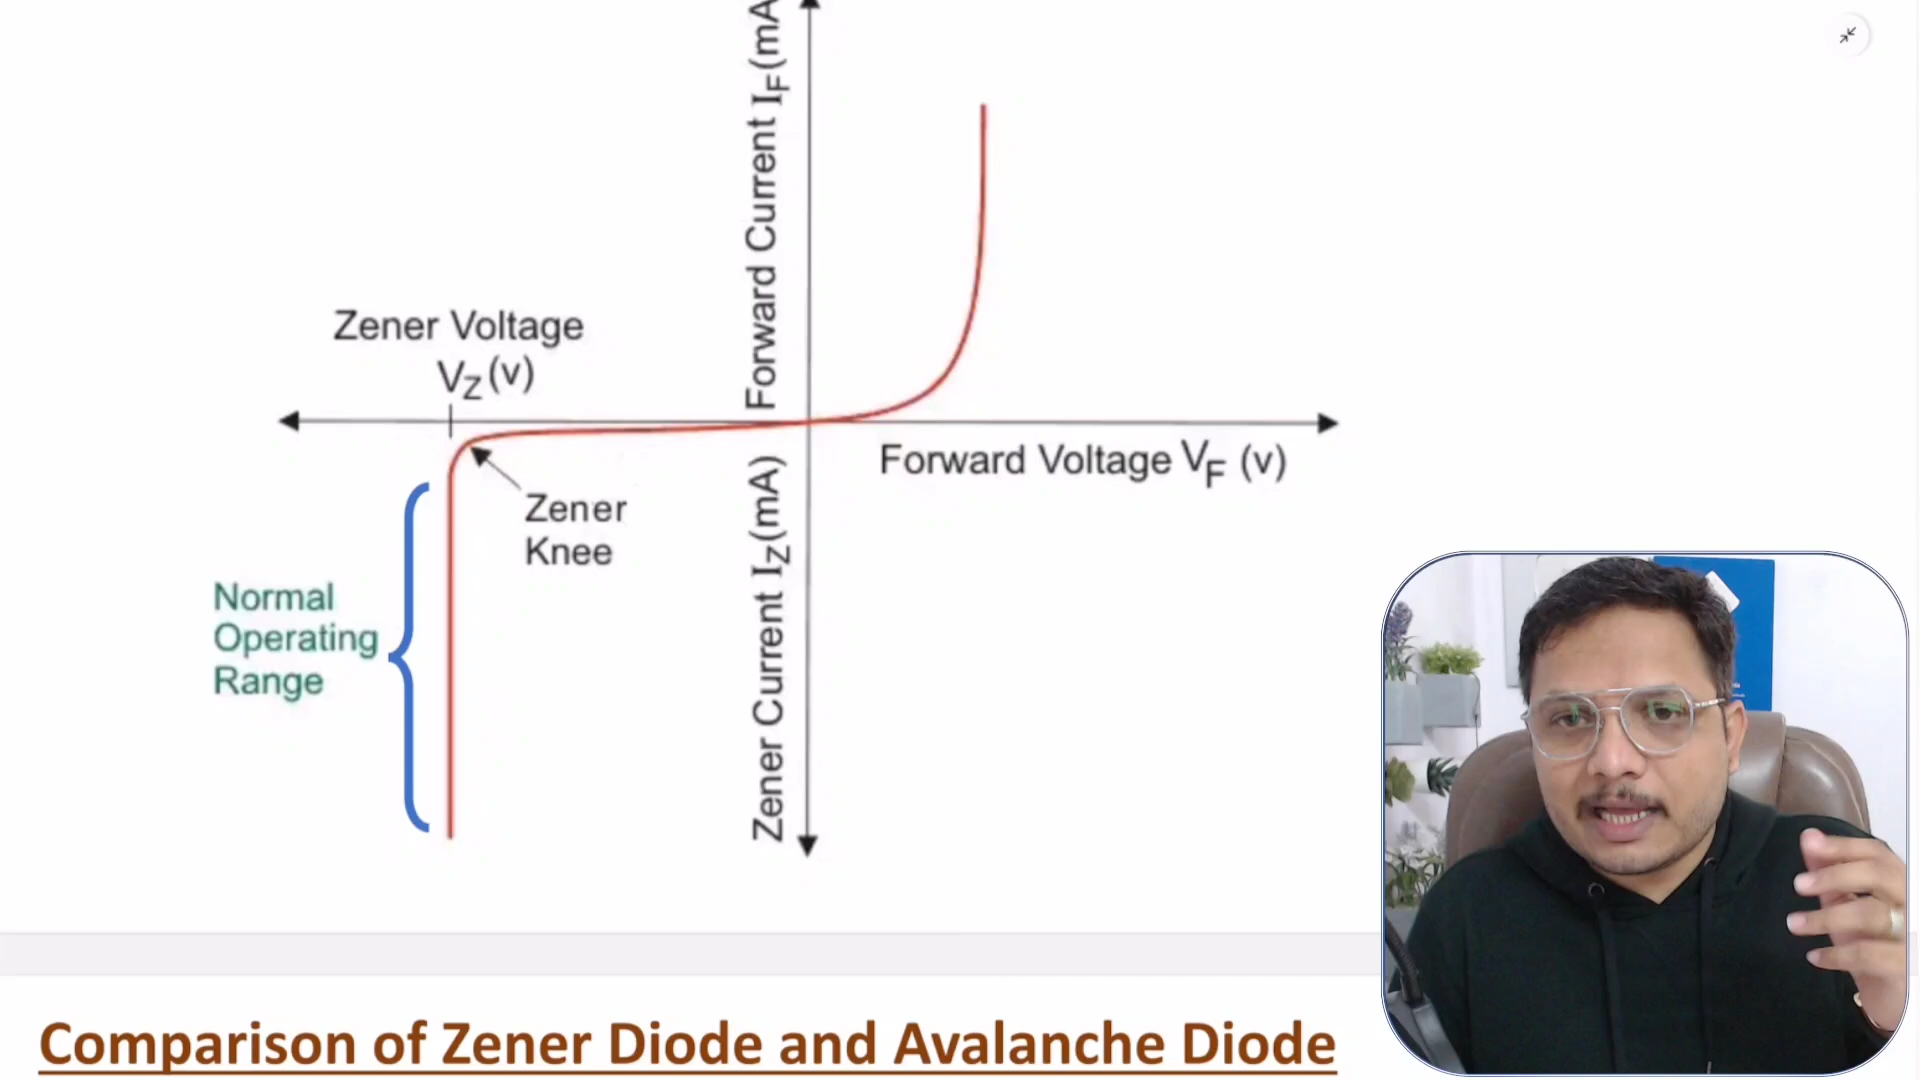 Forward Current IF(mA
Zener Voltage
VZ(v)
Forward Voltage VF (v)
Zener
Knee
Zener Current IZ(mA)
Normal
Operating
Range
Comparison of Zener Diode and Avalanche Diode